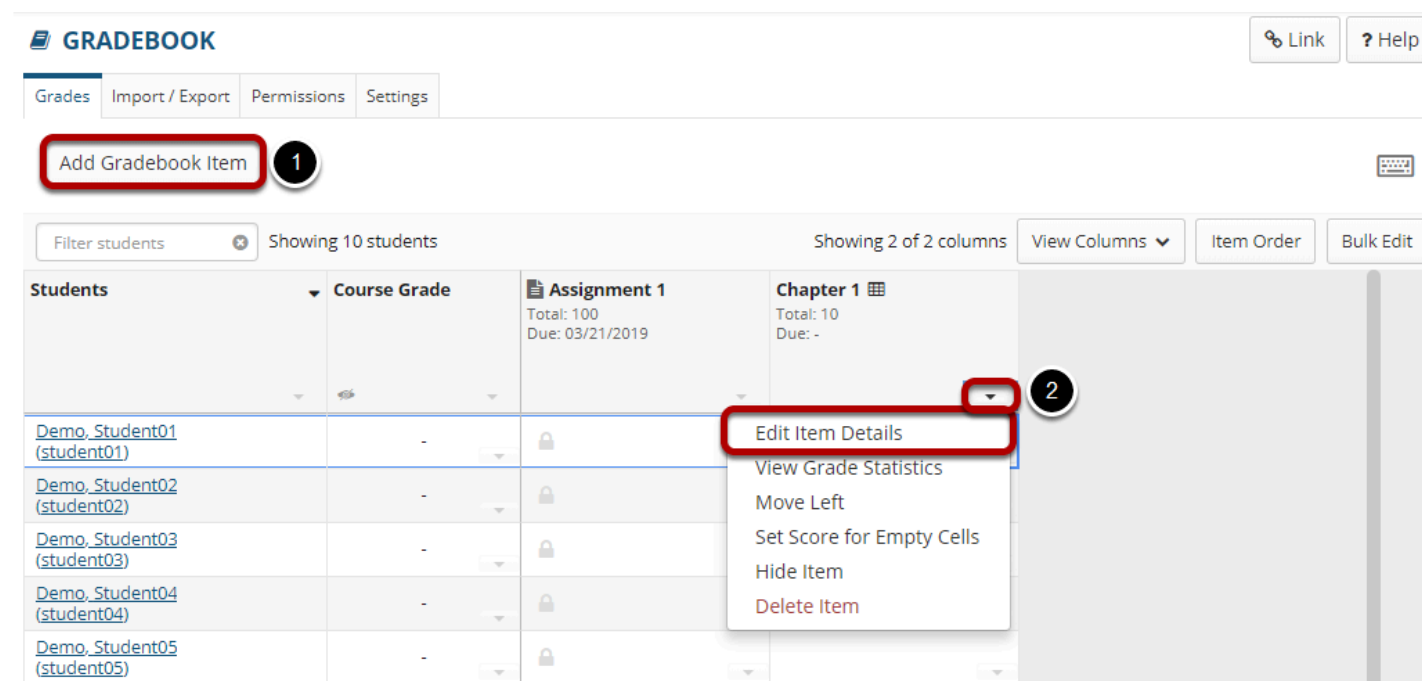 GRADEBOOK
Link
? Help
Grades
Import / Export
Permissions
Settings
Add Gradebook Item
1
Filter students
Showing 10 students
Showing 2 of 2 columns
View Columns
Item Order
Bulk Edit
Students
Course Grade
Assignment 1
Total: 100
Due: 03/21/2019
Chapter 1
Total: 10
Due: -
2
Demo, Student01
(student01)
-
Edit Item Details
View Grade Statistics
Move Left
Set Score for Empty Cells
Hide Item
Delete Item
Demo, Student02
(student02)
-
Demo, Student03
(student03)
-
Demo, Student04
(student04)
-
Demo, Student05
(student05)
-